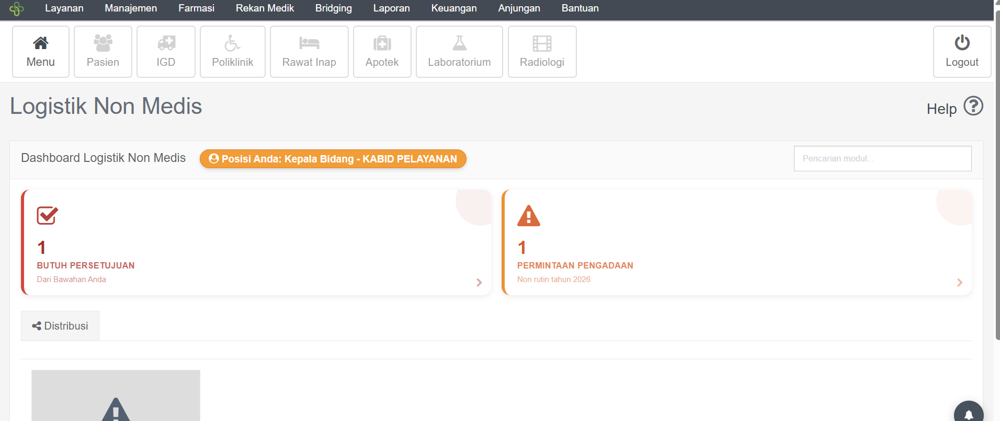 Layanan Manajemen Farmasi Rekan Medik Bridging Laporan Keuangan Anjungan Bantuan
Menu Pasien IGD Poliklinik Rawat Inap Apotek Laboratorium Radiologi Logout
Logistik Non Medis
Help
Dashboard Logistik Non Medis
Posisi Anda: Kepala Bidang - KABID PELAYANAN
Pencarian modul...
1
BUTUH PERSETUJUAN
Dari Bawahan Anda
1
PERMINTAAN PENGADAAN
Non rutin tahun 2026
Distribusi